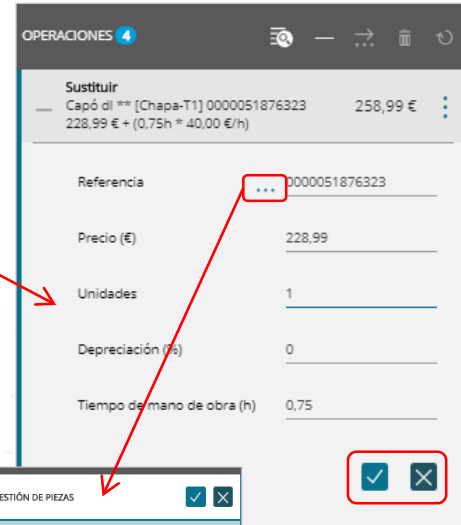 OPERACIONES 4
Sustituir
Capó dl ** [Chapa-T1] 0000051876323 258,99 €
228,99 € + (0,75h * 40,00 €/h)
Referencia ... 0000051876323
Precio (€) 228,99
Unidades 1
Depreciación (%) 0
Tiempo de mano de obra (h) 0,75
ESTIÓN DE PIEZAS